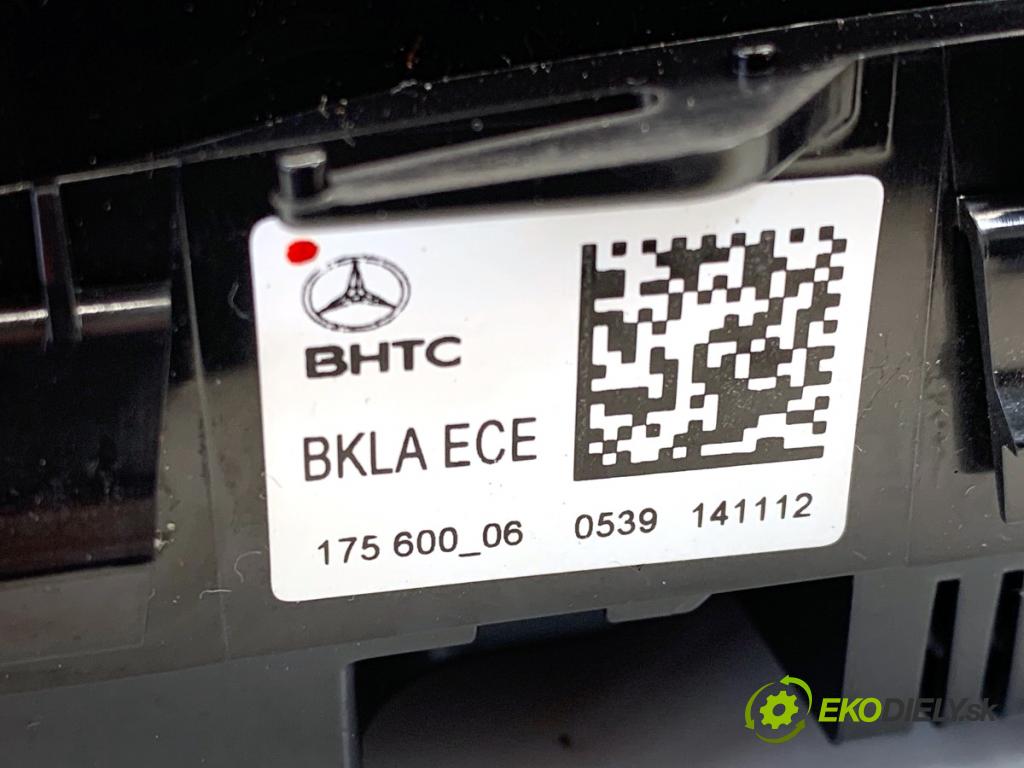 BHTC
BKLA ECE
175 600_06 0539 141112
EKODIELY.sk